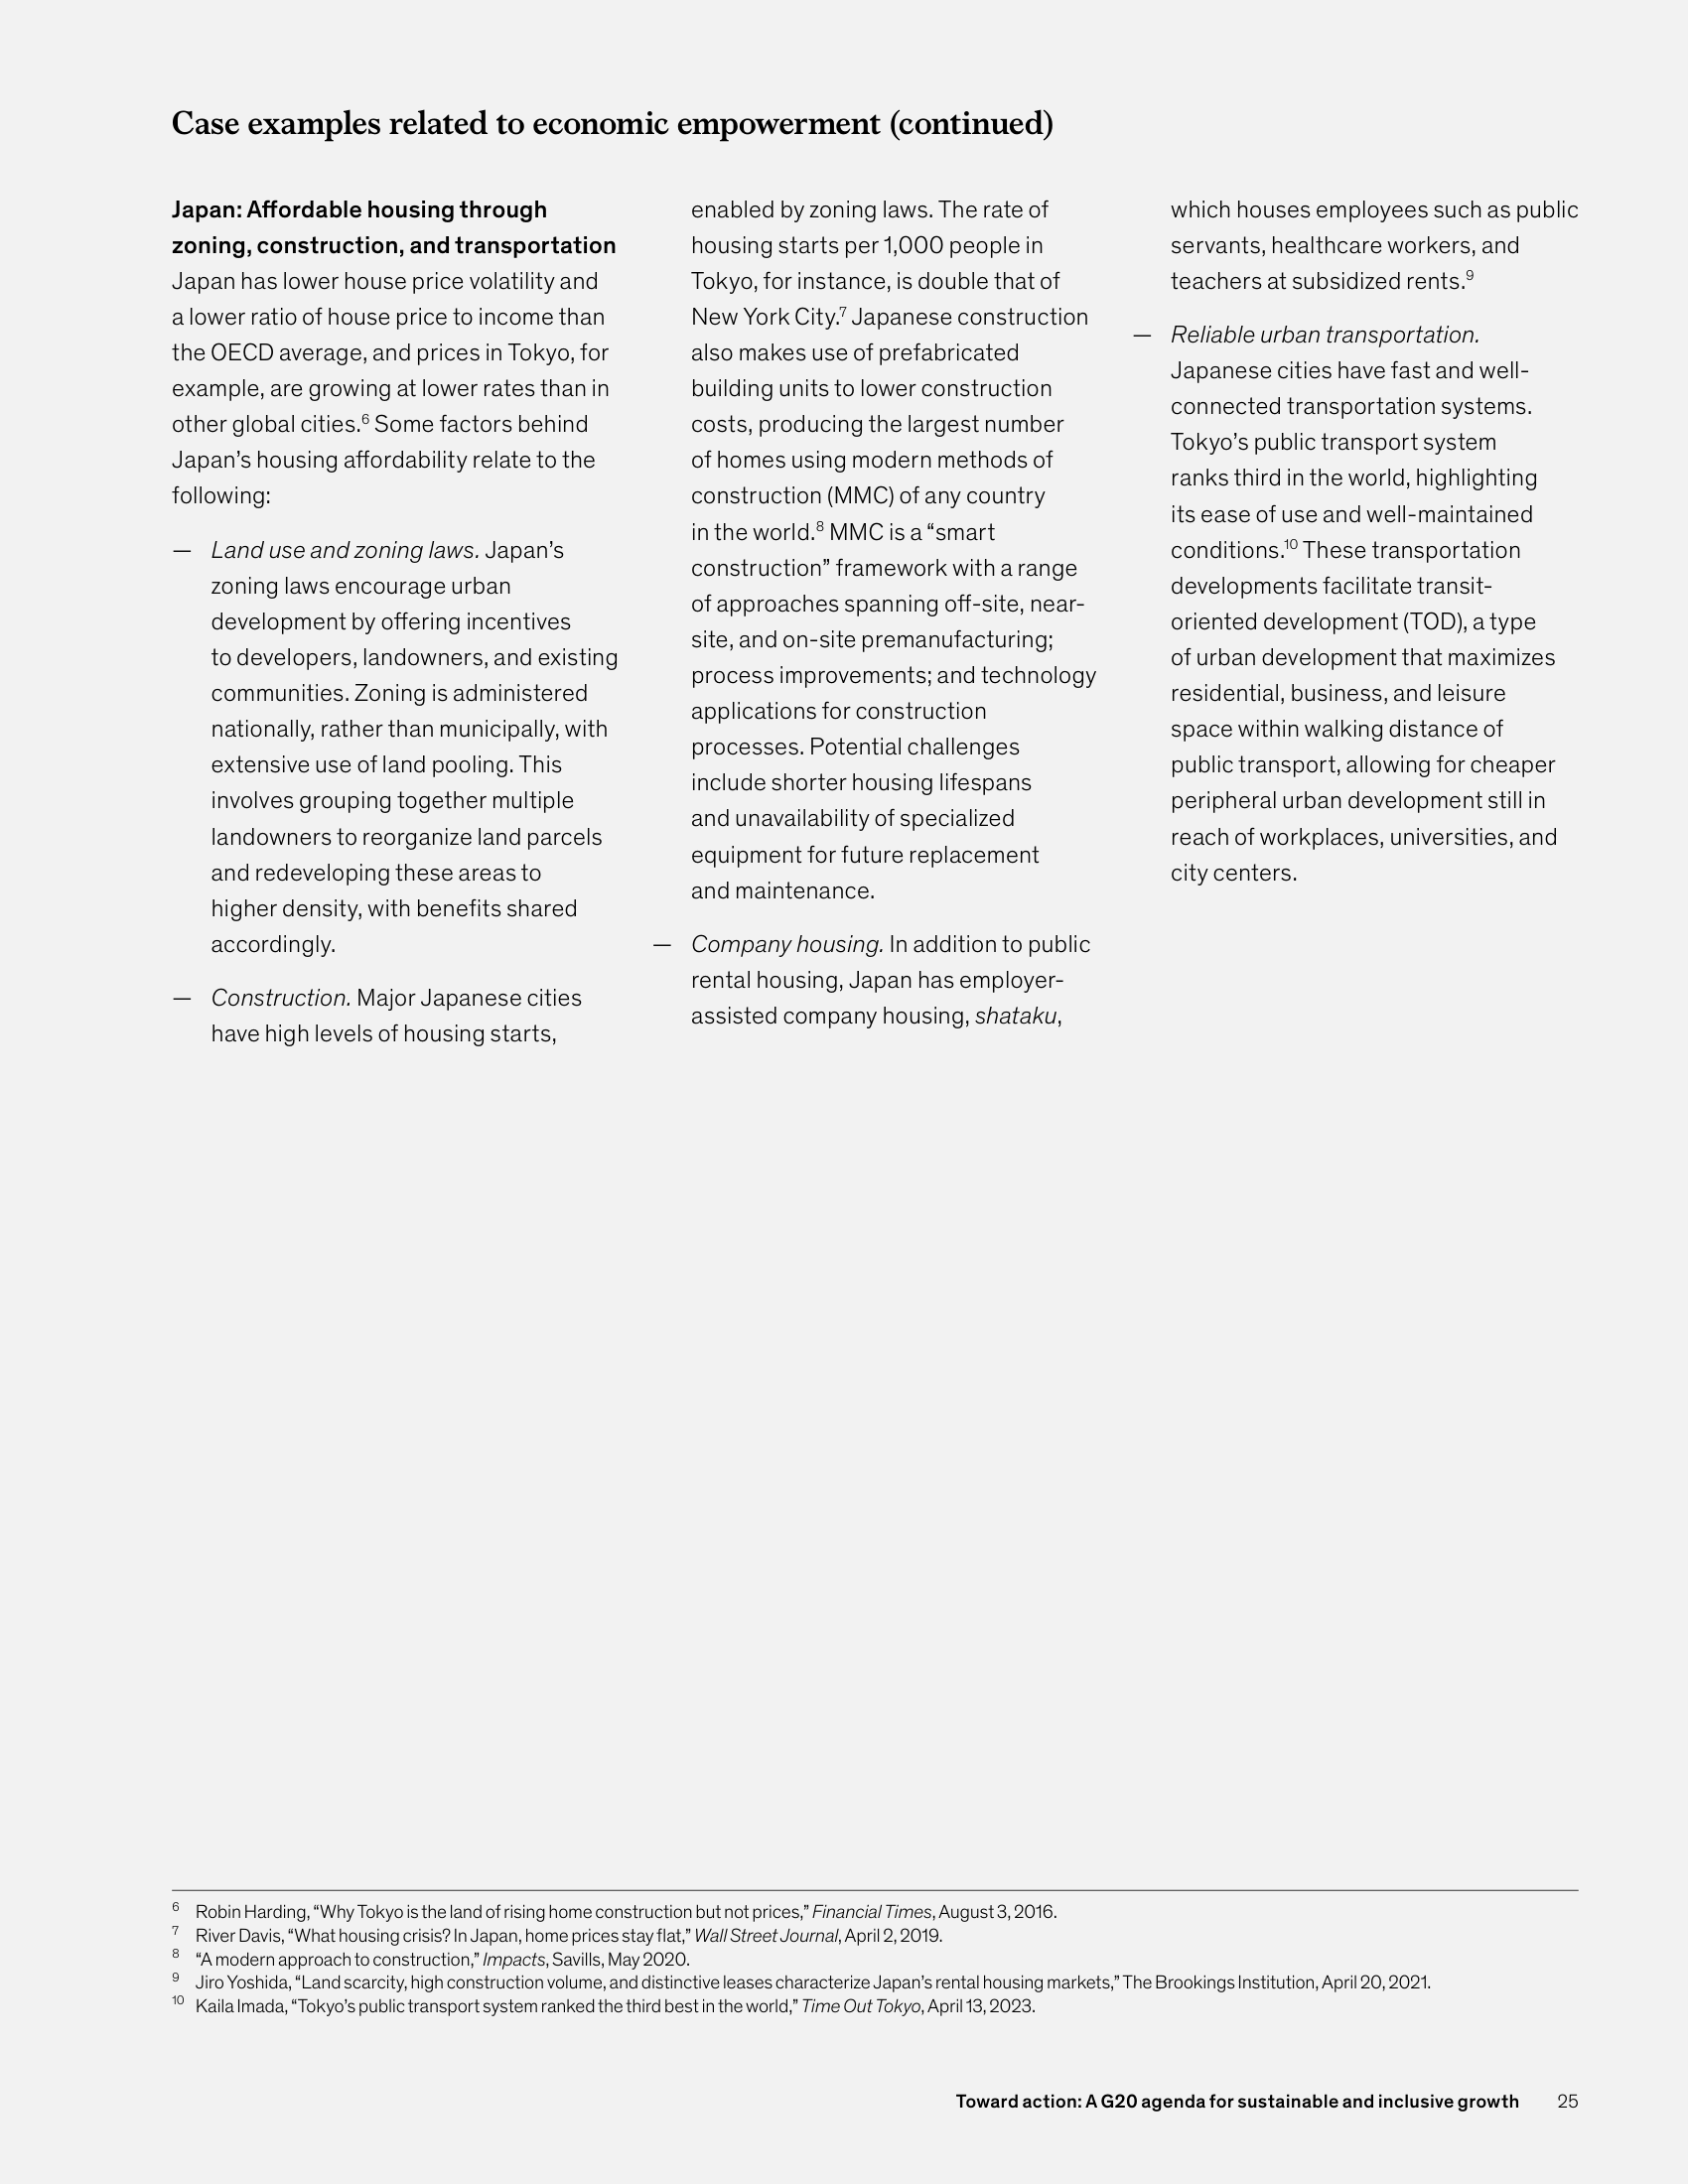 Case examples related to economic empowerment (continued)
Japan: Affordable housing through
zoning, construction, and transportation
Japan has lower house price volatility and
a lower ratio of house price to income than
the OECD average, and prices in Tokyo, for
example, are growing at lower rates than in
other global cities.⁶ Some factors behind
Japan’s housing affordability relate to the
following:
— Land use and zoning laws. Japan’s
zoning laws encourage urban
development by offering incentives
to developers, landowners, and existing
communities. Zoning is administered
nationally, rather than municipally, with
extensive use of land pooling. This
involves grouping together multiple
landowners to reorganize land parcels
and redeveloping these areas to
higher density, with benefits shared
accordingly.
— Construction. Major Japanese cities
have high levels of housing starts,
enabled by zoning laws. The rate of
housing starts per 1,000 people in
Tokyo, for instance, is double that of
New York City.⁷ Japanese construction
also makes use of prefabricated
building units to lower construction
costs, producing the largest number
of homes using modern methods of
construction (MMC) of any country
in the world.⁸ MMC is a “smart
construction” framework with a range
of approaches spanning off-site, near-
site, and on-site premanufacturing;
process improvements; and technology
applications for construction
processes. Potential challenges
include shorter housing lifespans
and unavailability of specialized
equipment for future replacement
and maintenance.
— Company housing. In addition to public
rental housing, Japan has employer-
assisted company housing, shataku,
which houses employees such as public
servants, healthcare workers, and
teachers at subsidized rents.⁹
— Reliable urban transportation.
Japanese cities have fast and well-
connected transportation systems.
Tokyo’s public transport system
ranks third in the world, highlighting
its ease of use and well-maintained
conditions.¹⁰ These transportation
developments facilitate transit-
oriented development (TOD), a type
of urban development that maximizes
residential, business, and leisure
space within walking distance of
public transport, allowing for cheaper
peripheral urban development still in
reach of workplaces, universities, and
city centers.
⁶ Robin Harding, “Why Tokyo is the land of rising home construction but not prices,” Financial Times, August 3, 2016.
⁷ River Davis, “What housing crisis? In Japan, home prices stay flat,” Wall Street Journal, April 2, 2019.
⁸ “A modern approach to construction,” Impacts, Savills, May 2020.
⁹ Jiro Yoshida, “Land scarcity, high construction volume, and distinctive leases characterize Japan’s rental housing markets,” The Brookings Institution, April 20, 2021.
¹⁰ Kaila Imada, “Tokyo’s public transport system ranked the third best in the world,” Time Out Tokyo, April 13, 2023.
Toward action: A G20 agenda for sustainable and inclusive growth 25